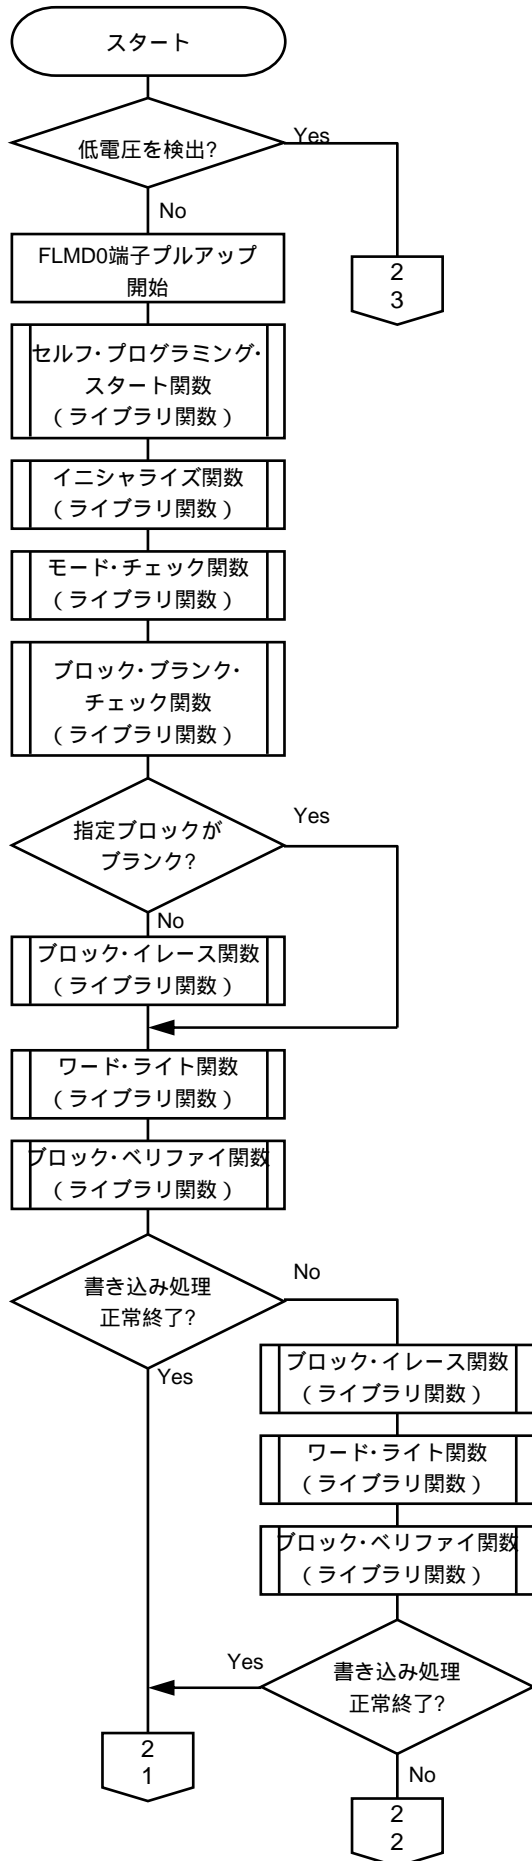 スタート
低電圧を検出?
Yes
No
FLMD0端子プルアップ
開始
2
3
セルフ・プログラミング・
スタート関数
(ライブラリ関数)
イニシャライズ関数
(ライブラリ関数)
モード・チェック関数
(ライブラリ関数)
ブロック・ブランク・
チェック関数
(ライブラリ関数)
指定ブロックが
ブランク?
Yes
No
ブロック・イレース関数
(ライブラリ関数)
ワード・ライト関数
(ライブラリ関数)
ブロック・ベリファイ関数
(ライブラリ関数)
書き込み処理
正常終了?
No
Yes
ブロック・イレース関数
(ライブラリ関数)
ワード・ライト関数
(ライブラリ関数)
ブロック・ベリファイ関数
(ライブラリ関数)
書き込み処理
正常終了?
Yes
No
2
1
2
2